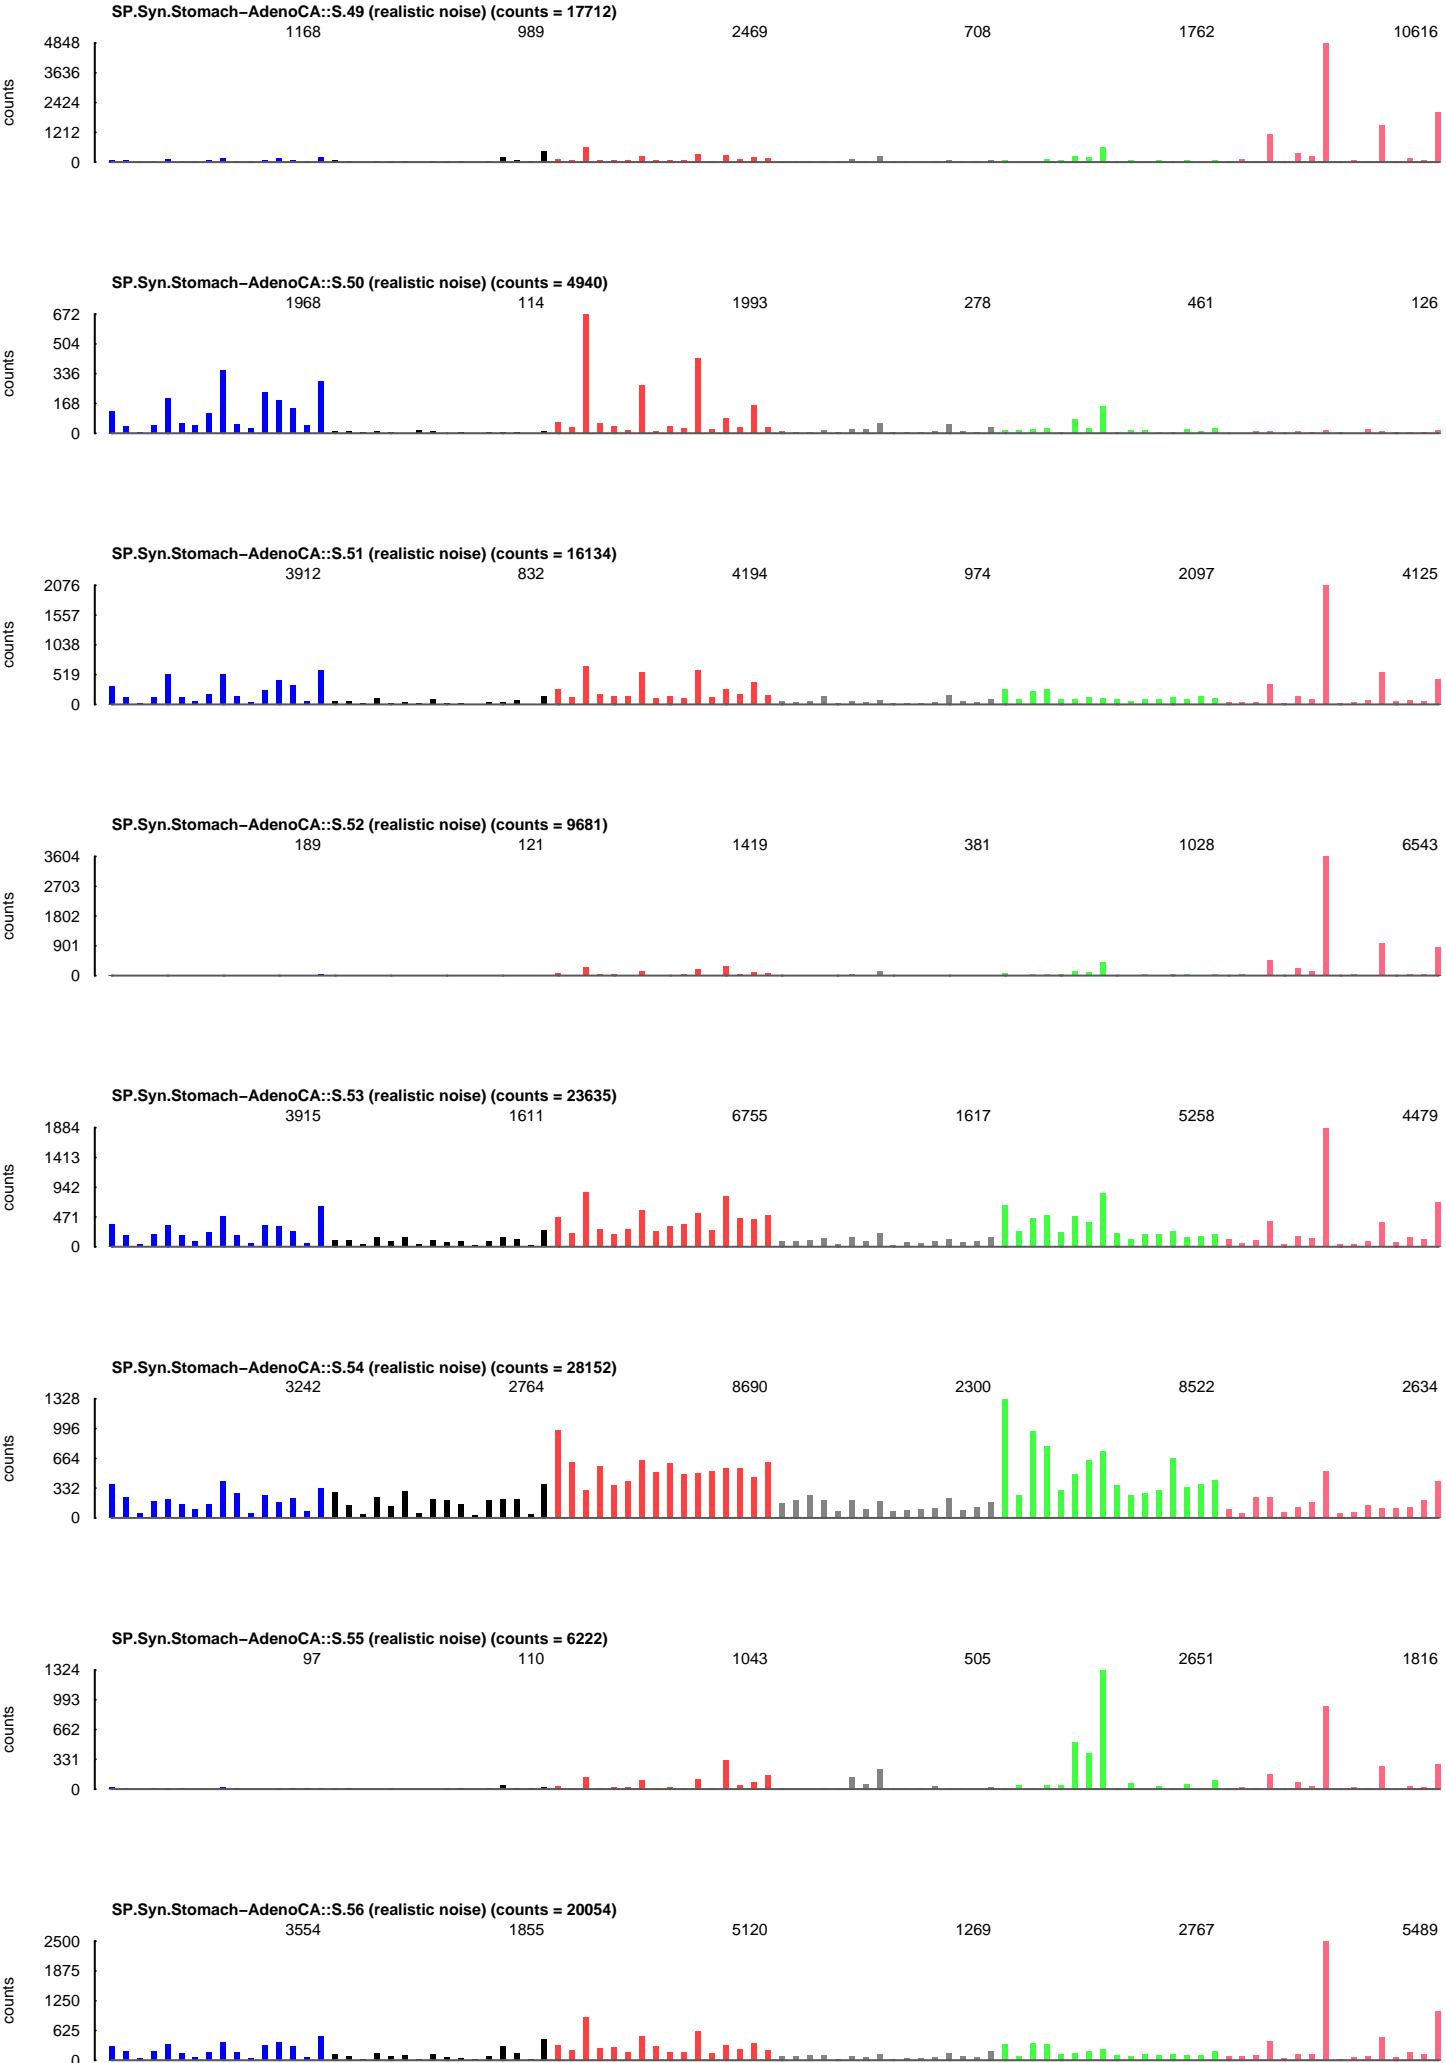 SP.Syn.Stomach−AdenoCA::S.49 (realistic noise) (counts = 17712)
1168 989 2469 708 1762 10616
4848
3636
2424
1212
0
counts
SP.Syn.Stomach−AdenoCA::S.50 (realistic noise) (counts = 4940)
1968 114 1993 278 461 126
672
504
336
168
0
counts
SP.Syn.Stomach−AdenoCA::S.51 (realistic noise) (counts = 16134)
3912 832 4194 974 2097 4125
2076
1557
1038
519
0
counts
SP.Syn.Stomach−AdenoCA::S.52 (realistic noise) (counts = 9681)
189 121 1419 381 1028 6543
3604
2703
1802
901
0
counts
SP.Syn.Stomach−AdenoCA::S.53 (realistic noise) (counts = 23635)
3915 1611 6755 1617 5258 4479
1884
1413
942
471
0
counts
SP.Syn.Stomach−AdenoCA::S.54 (realistic noise) (counts = 28152)
3242 2764 8690 2300 8522 2634
1328
996
664
332
0
counts
SP.Syn.Stomach−AdenoCA::S.55 (realistic noise) (counts = 6222)
97 110 1043 505 2651 1816
1324
993
662
331
0
counts
SP.Syn.Stomach−AdenoCA::S.56 (realistic noise) (counts = 20054)
3554 1855 5120 1269 2767 5489
2500
1875
1250
625
0
counts